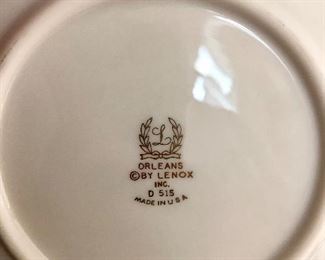 L
ORLEANS
©BY LENOX
INC.
D 515
MADE IN U S A